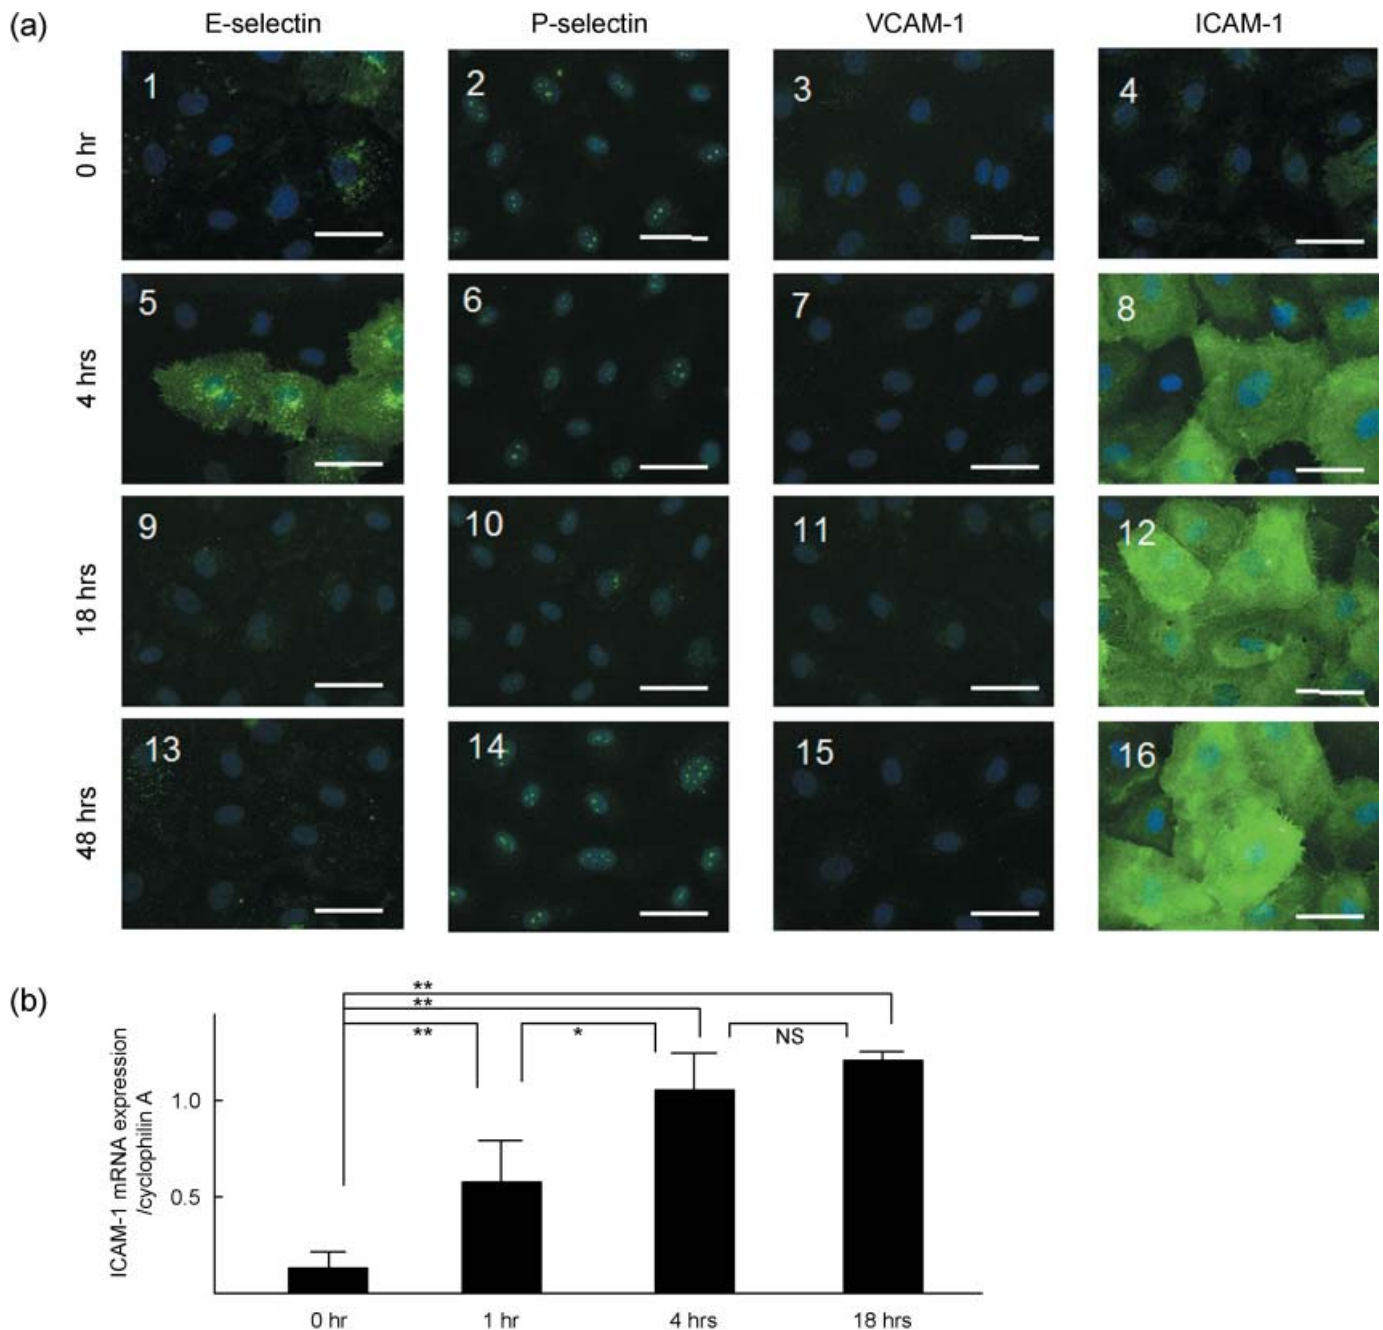 (a)
E-selectin P-selectin VCAM-1 ICAM-1
0 hr 1 2 3 4
4 hrs 5 6 7 8
18 hrs 9 10 11 12
48 hrs 13 14 15 16
(b)
**
**
** * NS
ICAM-1 mRNA expression
/cyclophilin A
1.0
0.5
0 hr 1 hr 4 hrs 18 hrs